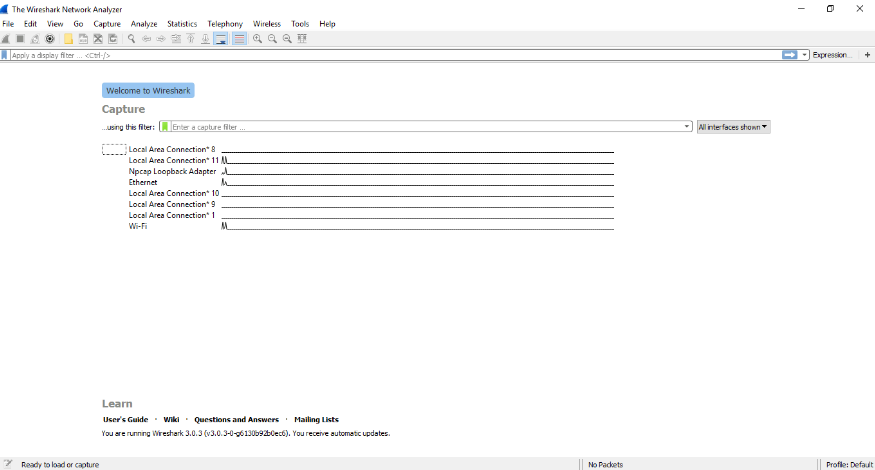 The Wireshark Network Analyzer
File Edit View Go Capture Analyze Statistics Telephony Wireless Tools Help
Apply a display filter ... <Ctrl-/> Expression... +
Welcome to Wireshark
Capture
...using this filter: Enter a capture filter ... All interfaces shown
Local Area Connection* 8
Local Area Connection* 11
Npcap Loopback Adapter
Ethernet
Local Area Connection* 10
Local Area Connection* 9
Local Area Connection* 1
Wi-Fi
Learn
User's Guide · Wiki · Questions and Answers · Mailing Lists
You are running Wireshark 3.0.3 (v3.0.3-0-g6130b92b0ec6). You receive automatic updates.
Ready to load or capture No Packets Profile: Default